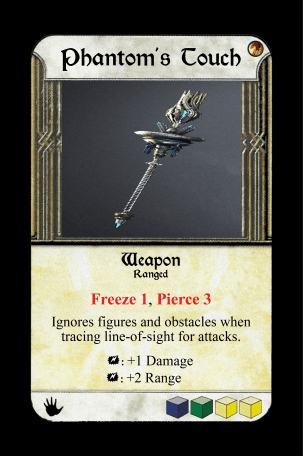 Phantom's Touch
Weapon
Ranged
Freeze 1, Pierce 3
Ignores figures and obstacles when
tracing line-of-sight for attacks.
: +1 Damage
: +2 Range